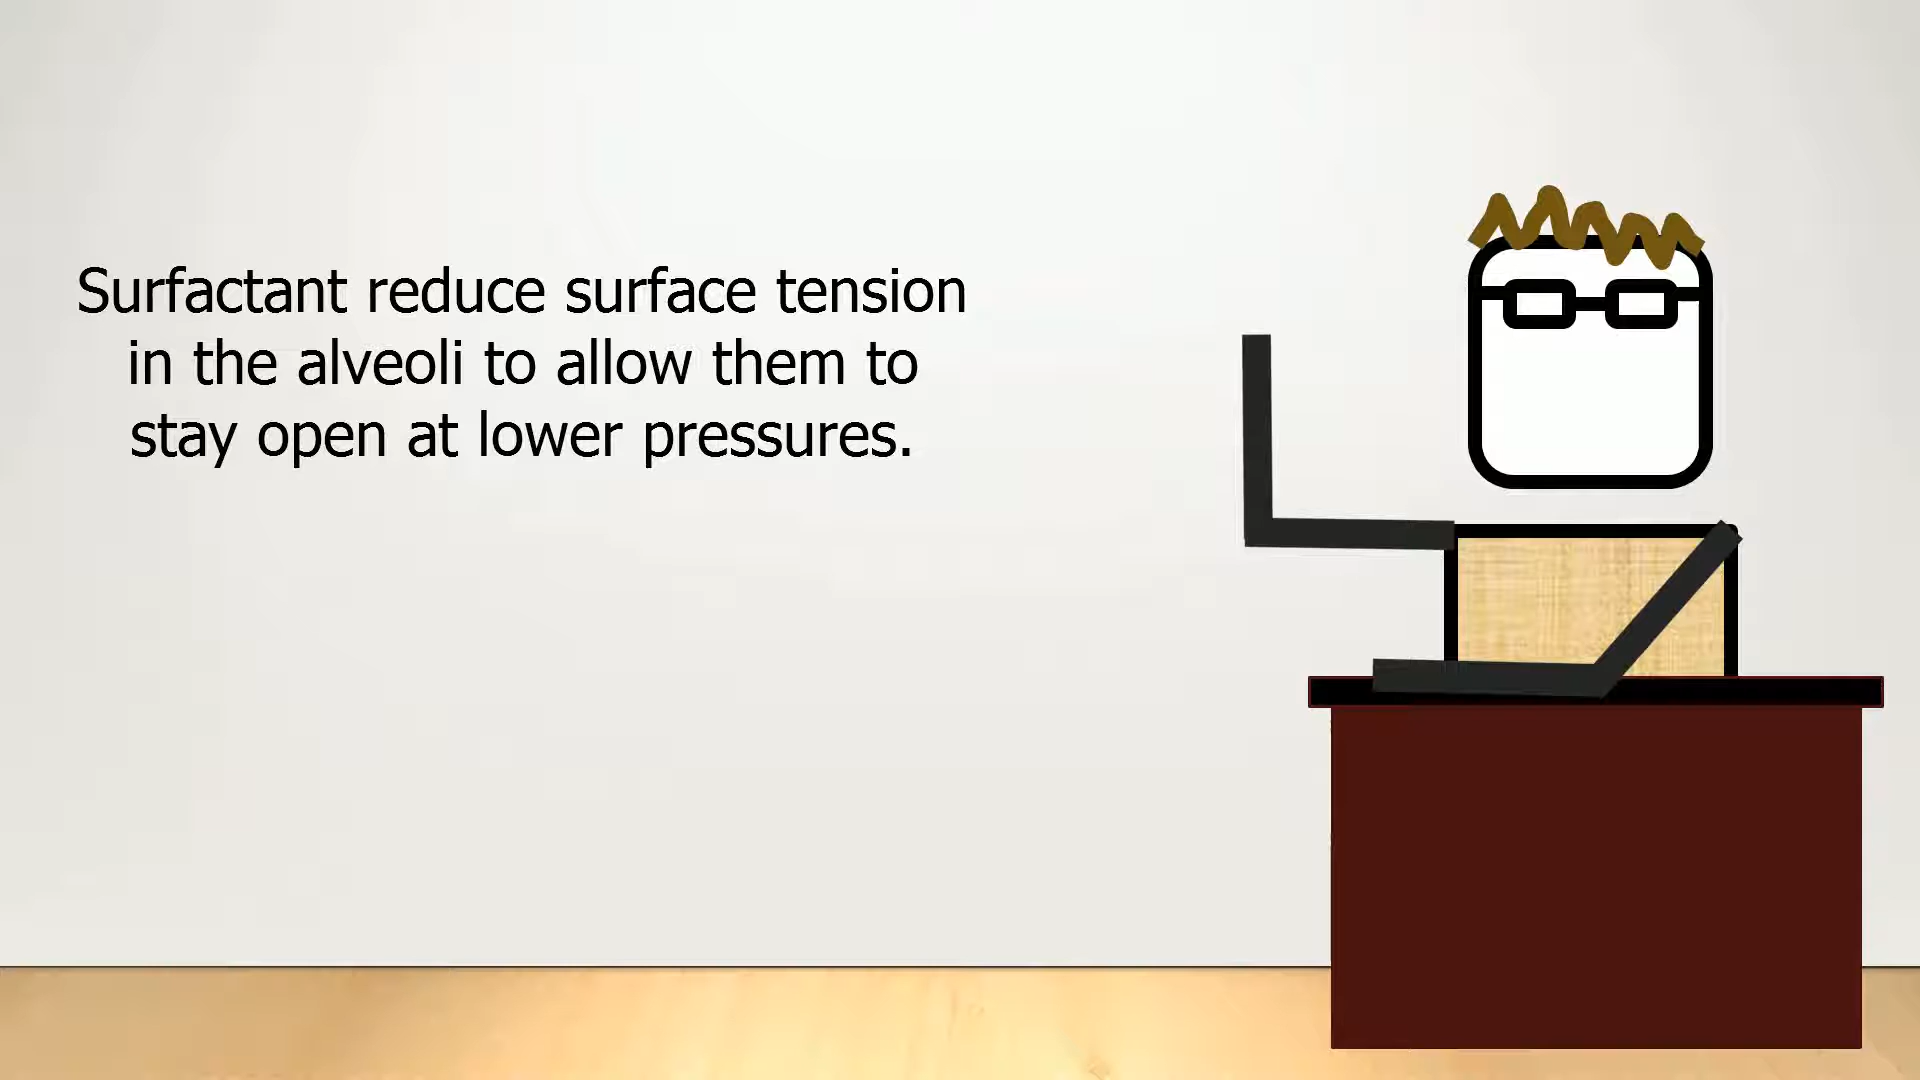 Surfactant reduce surface tension
in the alveoli to allow them to
stay open at lower pressures.